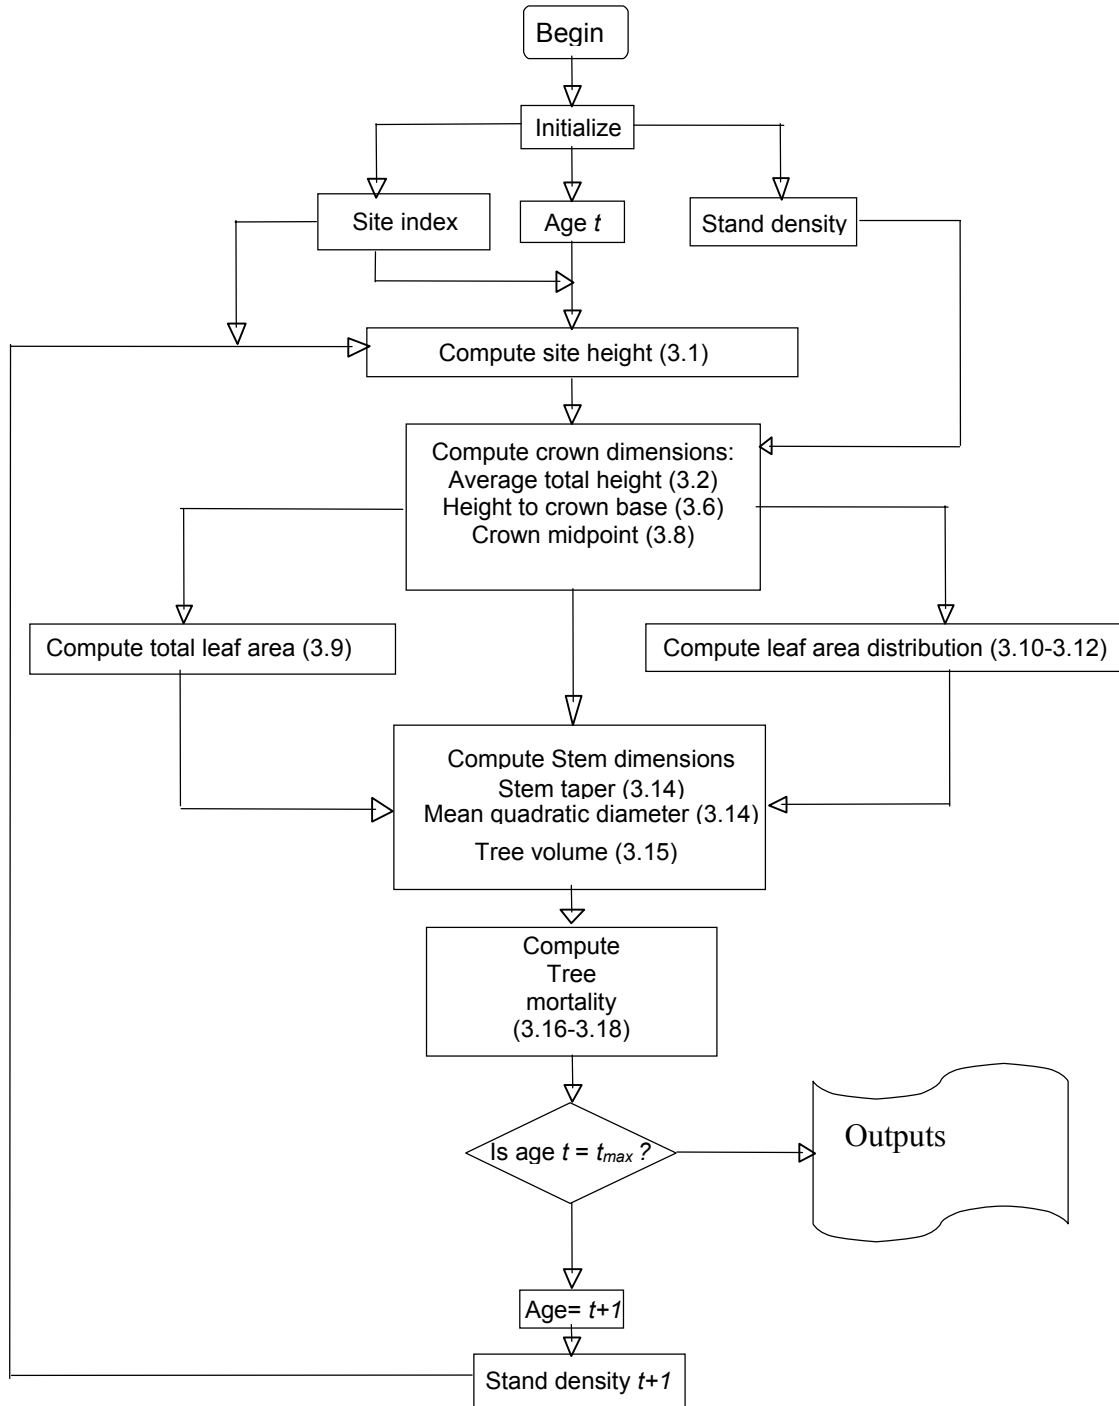 Begin
Initialize
Site index
Age t
Stand density
Compute site height (3.1)
Compute crown dimensions:
Average total height (3.2)
Height to crown base (3.6)
Crown midpoint (3.8)
Compute total leaf area (3.9)
Compute leaf area distribution (3.10-3.12)
Compute Stem dimensions
Stem taper (3.14)
Mean quadratic diameter (3.14)
Tree volume (3.15)
Compute
Tree
mortality
(3.16-3.18)
Is age t = tmax ?
Outputs
Age= t+1
Stand density t+1